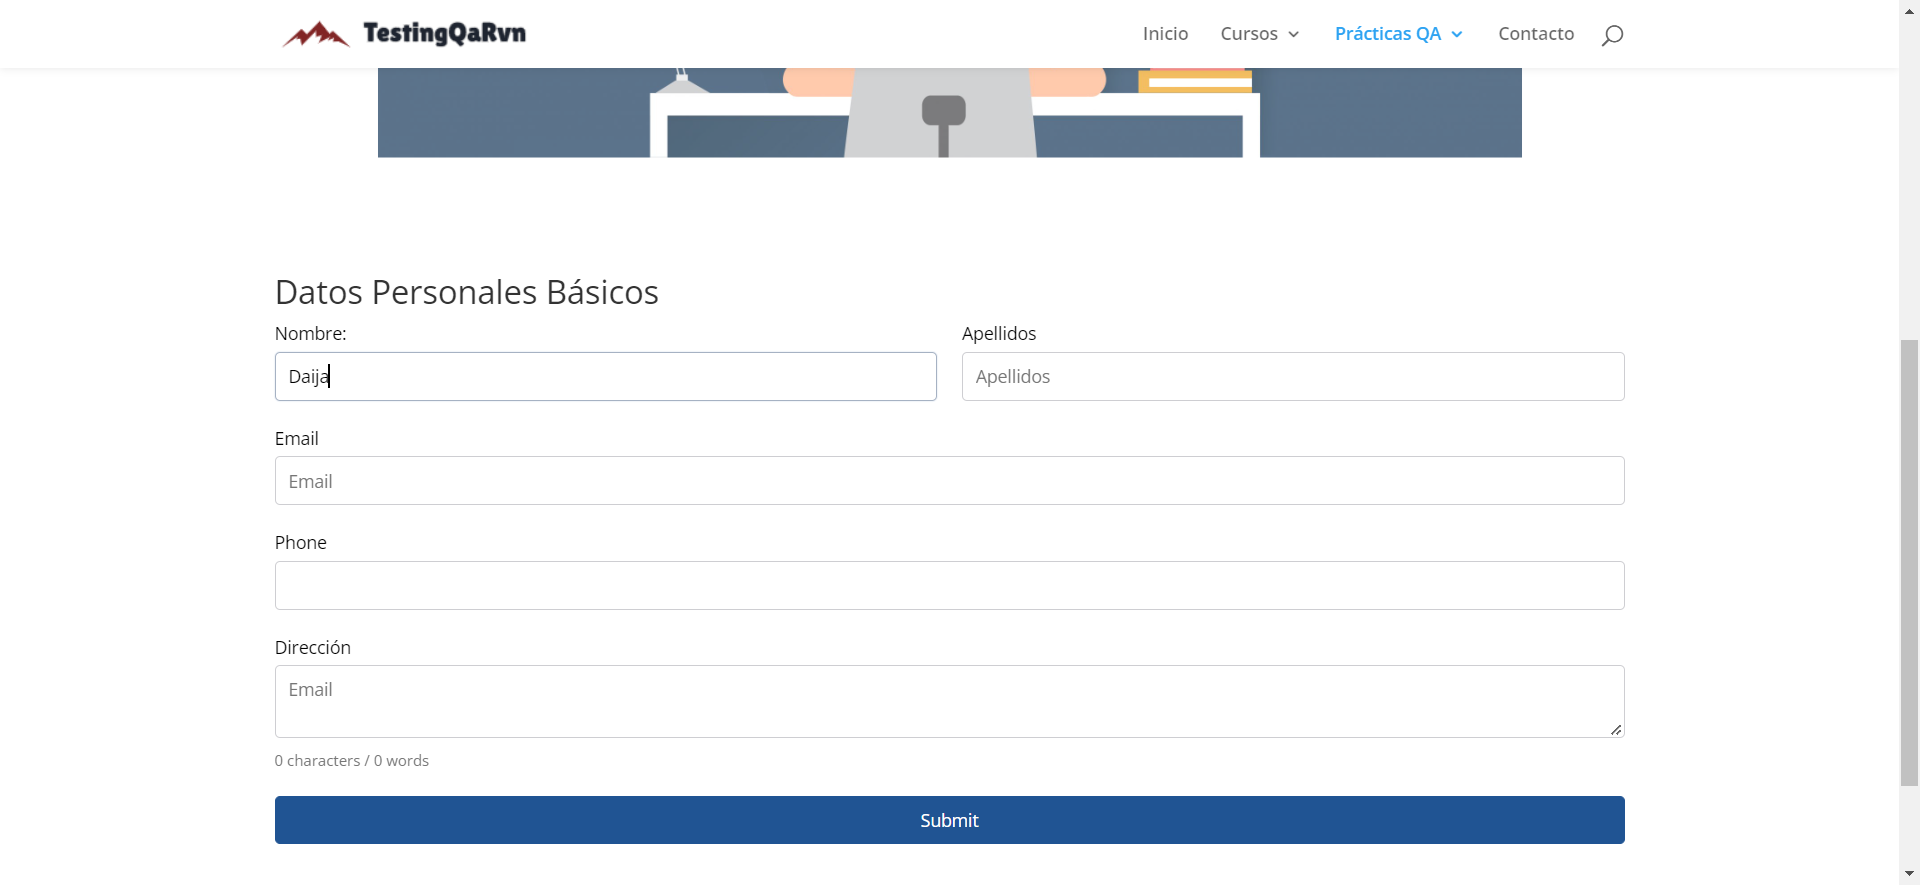 TestingQaRvn
Inicio
Cursos
Prácticas QA
Contacto
Datos Personales Básicos
Nombre:
Apellidos
Daija
Apellidos
Email
Email
Phone
Dirección
Email
0 characters / 0 words
Submit